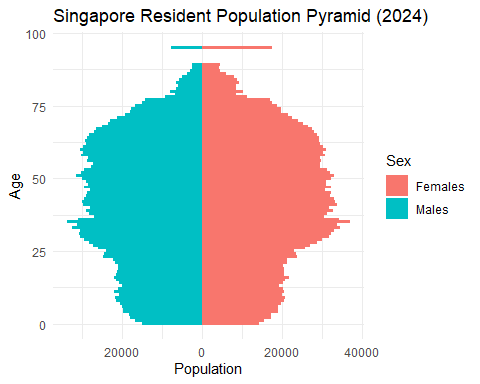 Singapore Resident Population Pyramid (2024)
100
75
50
25
0
Age
20000 0 20000 40000
Population
Sex
Females
Males